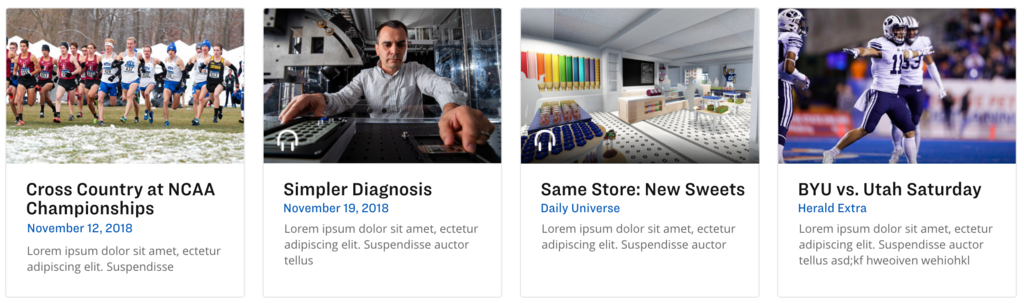 Cross Country at NCAA
Championships
November 12, 2018
Lorem ipsum dolor sit amet, ectetur
adipiscing elit. Suspendisse
Simpler Diagnosis
November 19, 2018
Lorem ipsum dolor sit amet, ectetur
adipiscing elit. Suspendisse auctor
tellus
Same Store: New Sweets
Daily Universe
Lorem ipsum dolor sit amet, ectetur
adipiscing elit. Suspendisse auctor
BYU vs. Utah Saturday
Herald Extra
Lorem ipsum dolor sit amet, ectetur
adipiscing elit. Suspendisse auctor
tellus asd;kf hweoiven wehiohkl